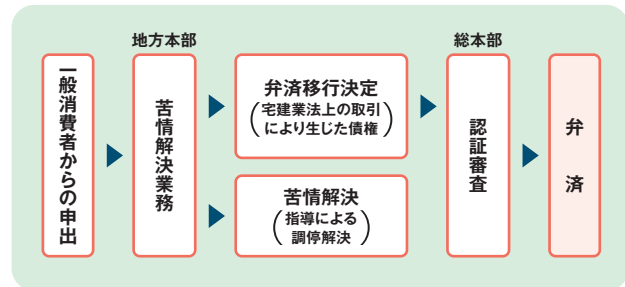 地方本部
総本部
一般消費者からの申出
苦情解決業務
弁済移行決定
(宅建業法上の取引
により生じた債権)
苦情解決
(指導による
調停解決)
認証審査
弁済